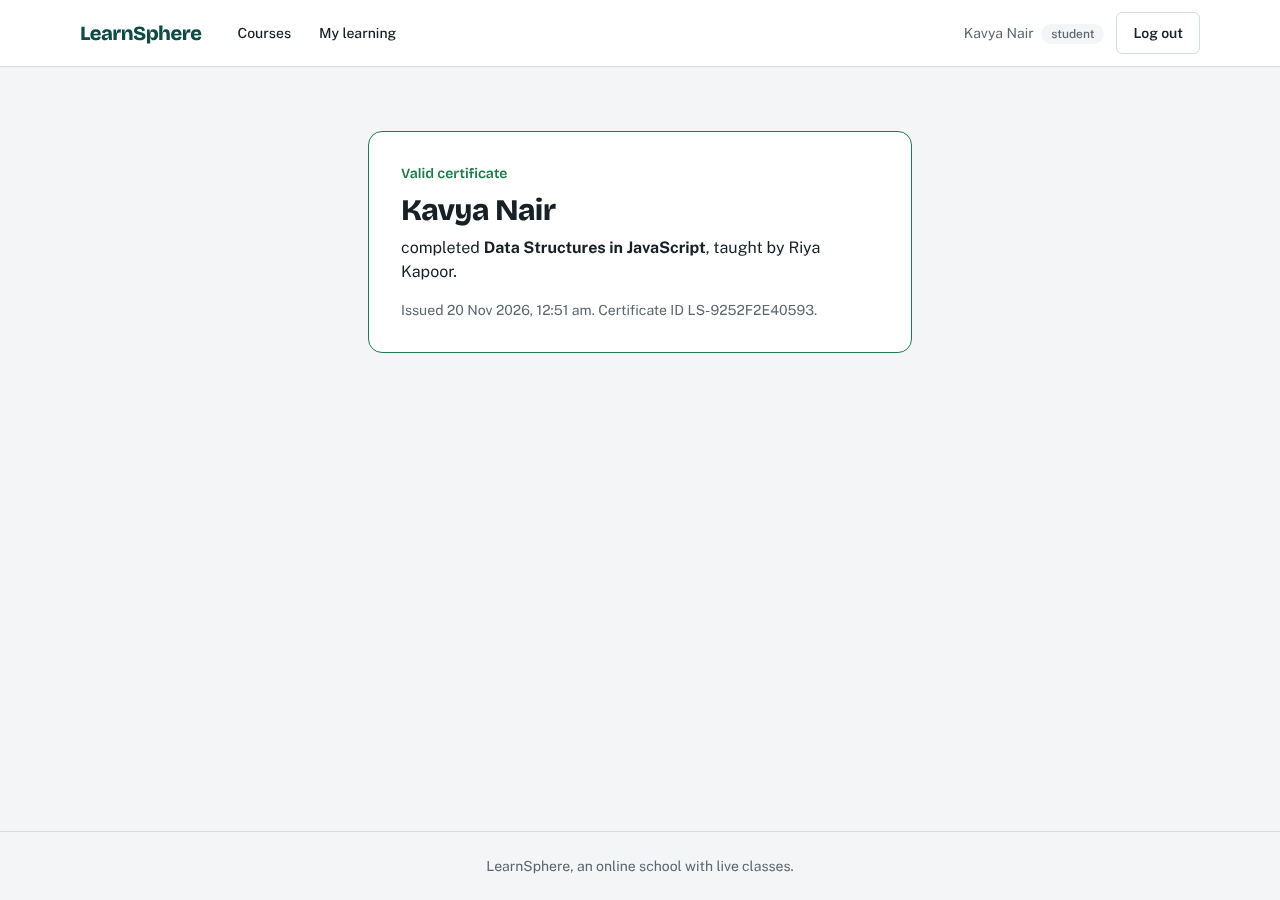 LearnSphere
Courses
My learning
Kavya Nair
student
Log out
Valid certificate
Kavya Nair
completed Data Structures in JavaScript, taught by Riya
Kapoor.
Issued 20 Nov 2026, 12:51 am. Certificate ID LS-9252F2E40593.
LearnSphere, an online school with live classes.